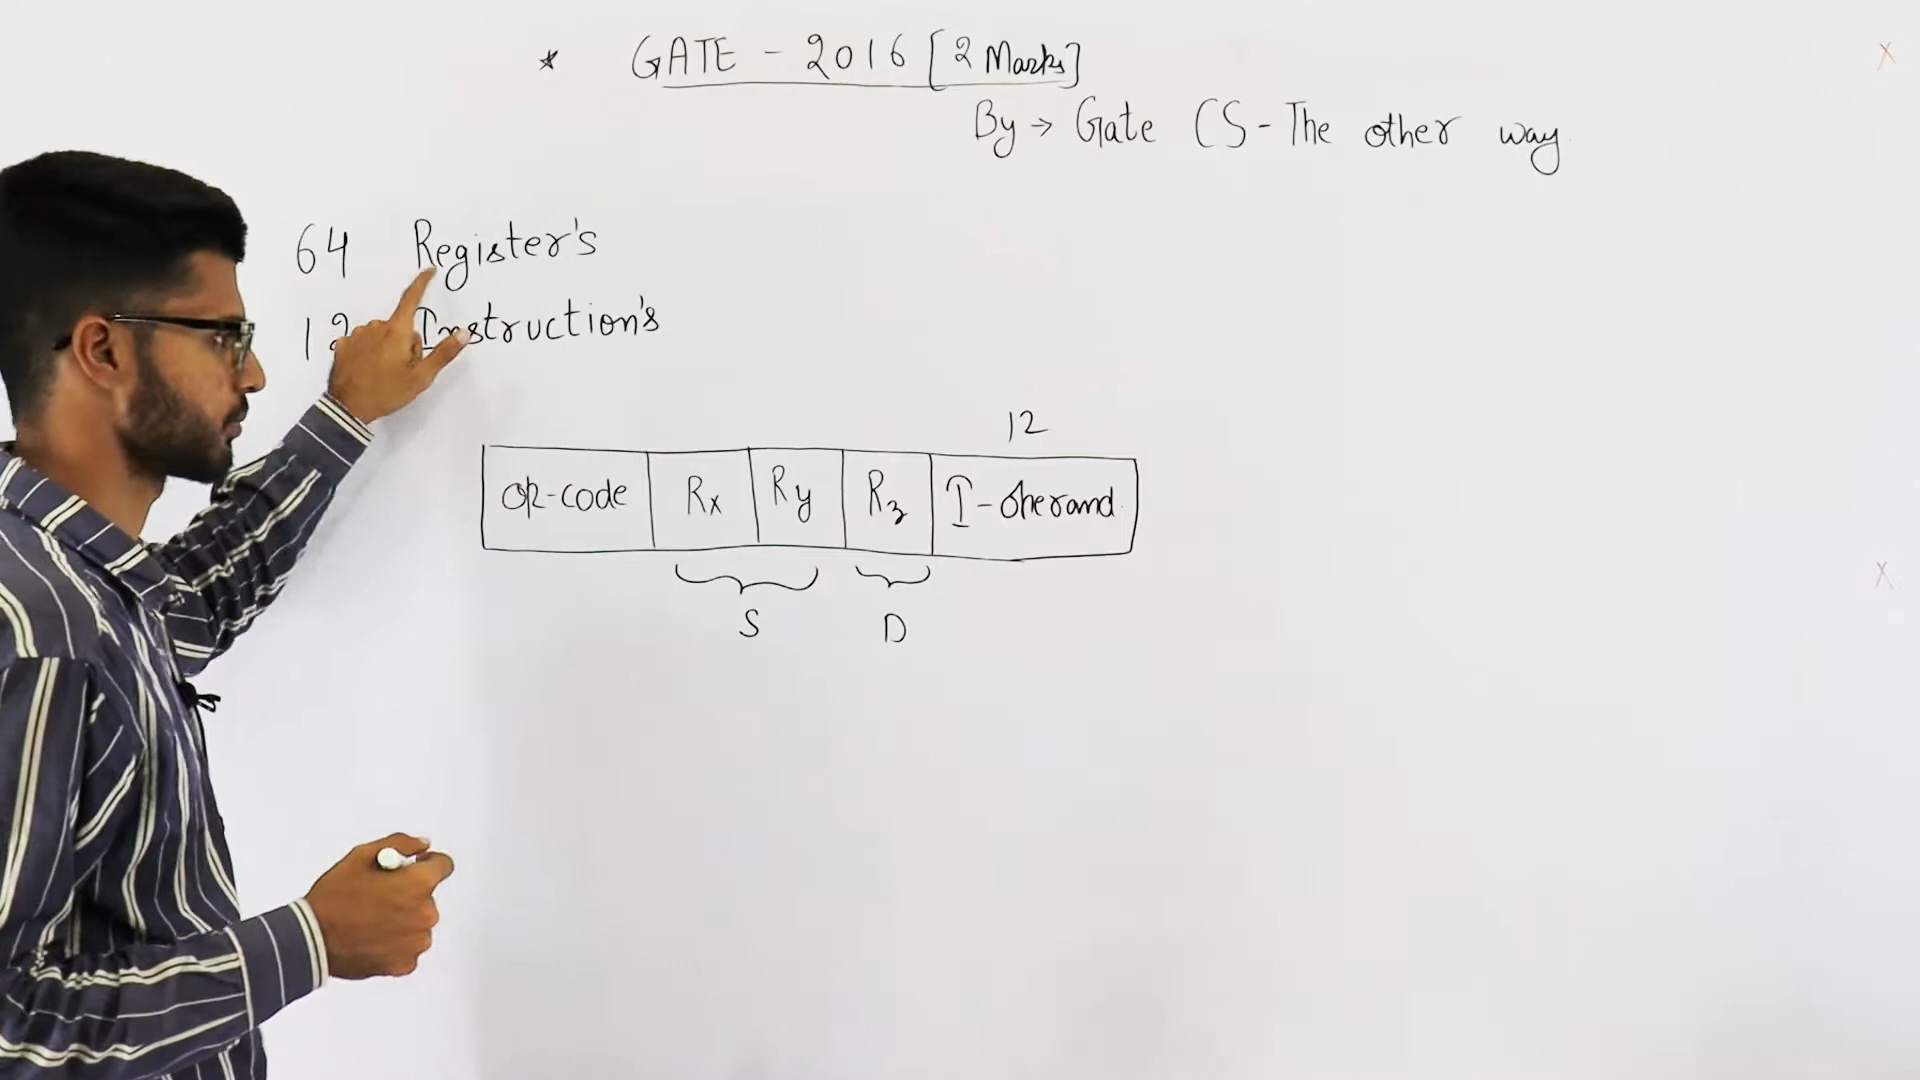 * GATE - 2016 [2 Marks]
By → Gate CS - The other way
64 Register's
12 Instruction's
12
op-code Rx Ry Rz I-operand
S D